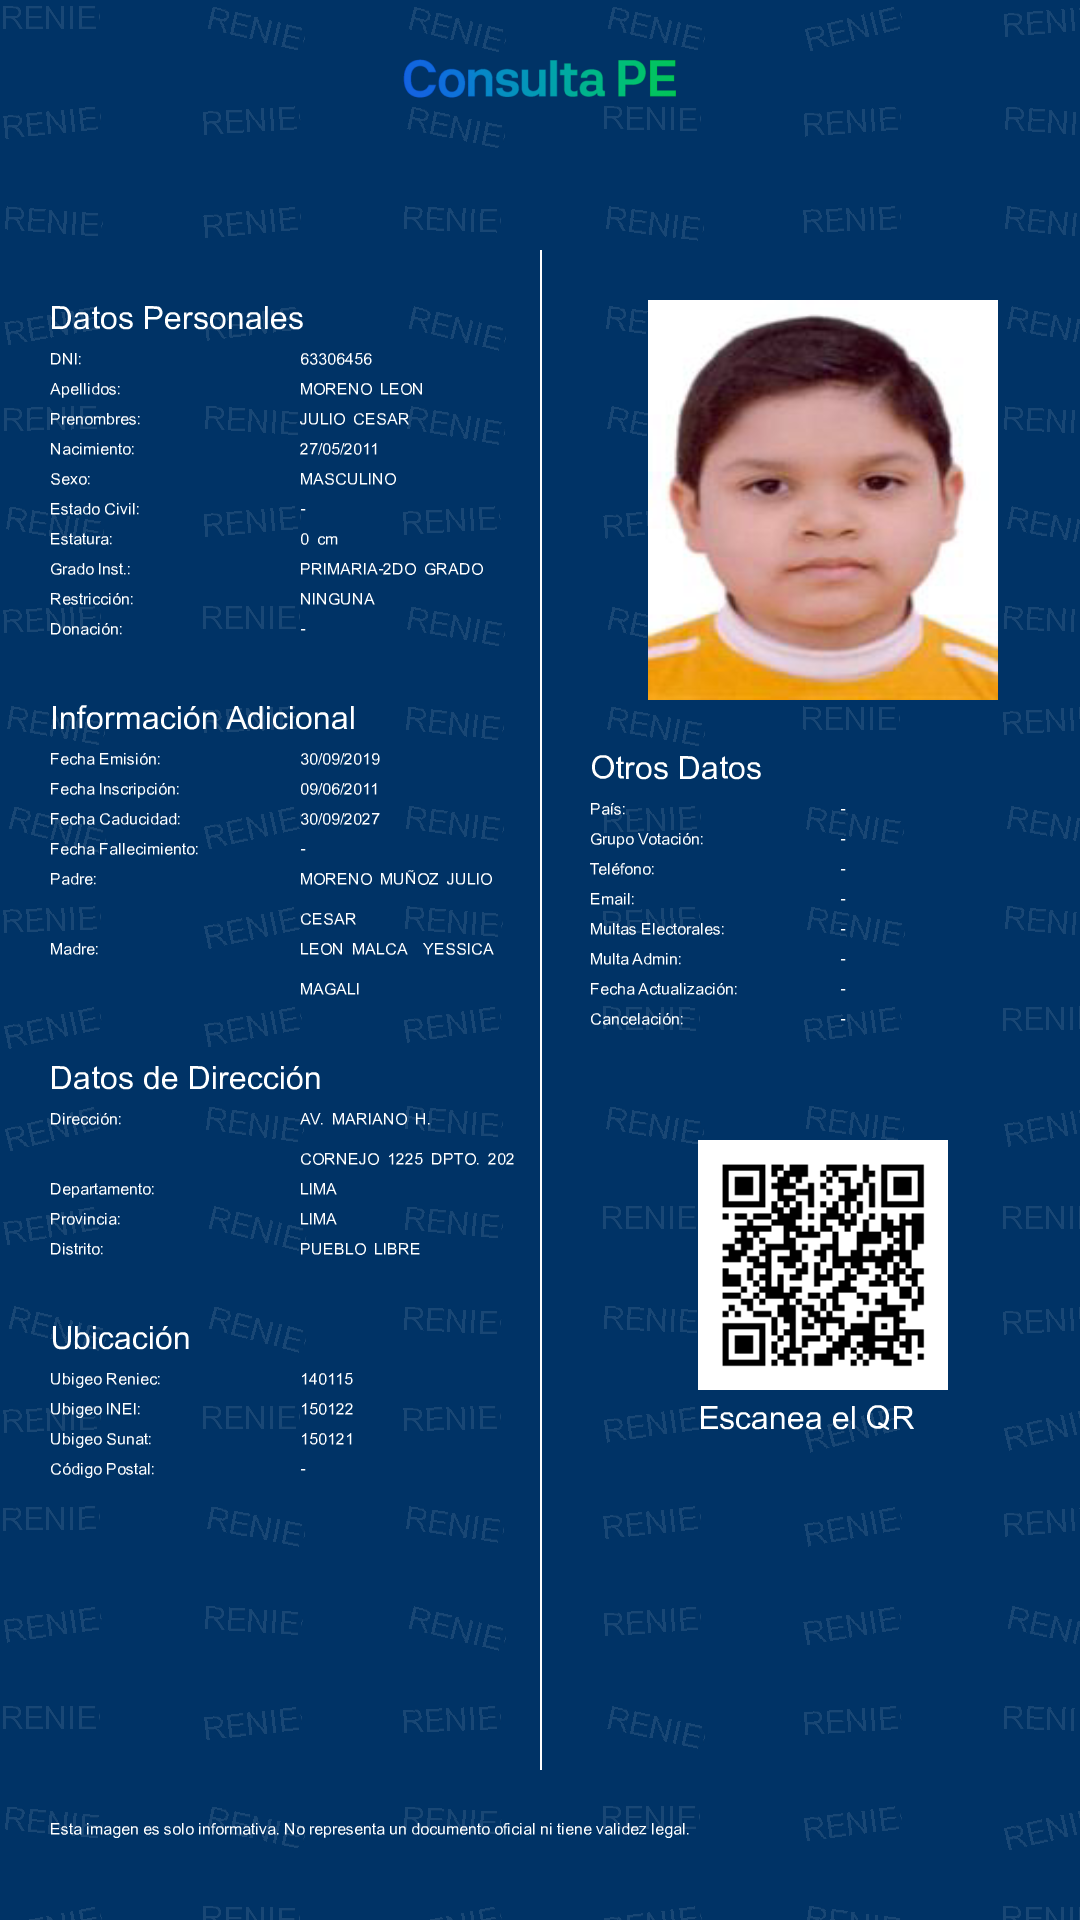 Consulta PE
Datos Personales
DNI: 63306456
Apellidos: MORENO LEON
Prenombres: JULIO CESAR
Nacimiento: 27/05/2011
Sexo: MASCULINO
Estado Civil: -
Estatura: 0 cm
Grado Inst.: PRIMARIA-2DO GRADO
Restricción: NINGUNA
Donación: -
Información Adicional
Fecha Emisión: 30/09/2019
Fecha Inscripción: 09/06/2011
Fecha Caducidad: 30/09/2027
Fecha Fallecimiento: -
Padre: MORENO MUÑOZ JULIO
CESAR
Madre: LEON MALCA YESSICA
MAGALI
Datos de Dirección
Dirección: AV. MARIANO H.
CORNEJO 1225 DPTO. 202
Departamento: LIMA
Provincia: LIMA
Distrito: PUEBLO LIBRE
Ubicación
Ubigeo Reniec: 140115
Ubigeo INEI: 150122
Ubigeo Sunat: 150121
Código Postal: -
Otros Datos
País: -
Grupo Votación: -
Teléfono: -
Email: -
Multas Electorales: -
Multa Admin: -
Fecha Actualización: -
Cancelación: -
Escanea el QR
Esta imagen es solo informativa. No representa un documento oficial ni tiene validez legal.